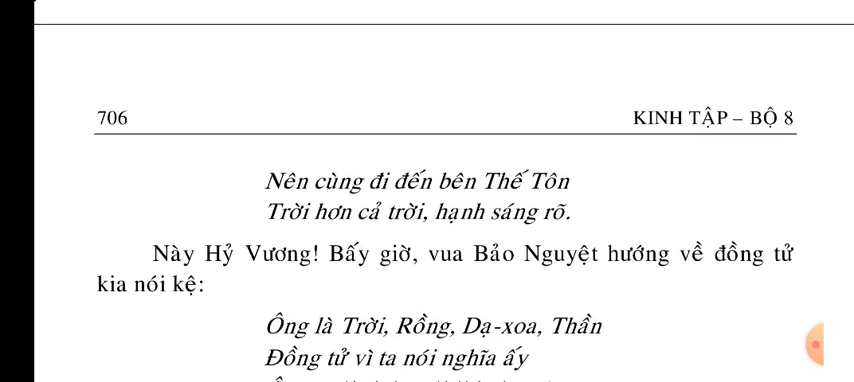 706
KINH TẬP – BỘ 8
Nên cùng đi đến bên Thế Tôn
Trời hơn cả trời, hạnh sáng rõ.
Này Hỷ Vương! Bấy giờ, vua Bảo Nguyệt hướng về đồng tử
kia nói kệ:
Ông là Trời, Rồng, Dạ-xoa, Thần
Đồng tử vì ta nói nghĩa ấy